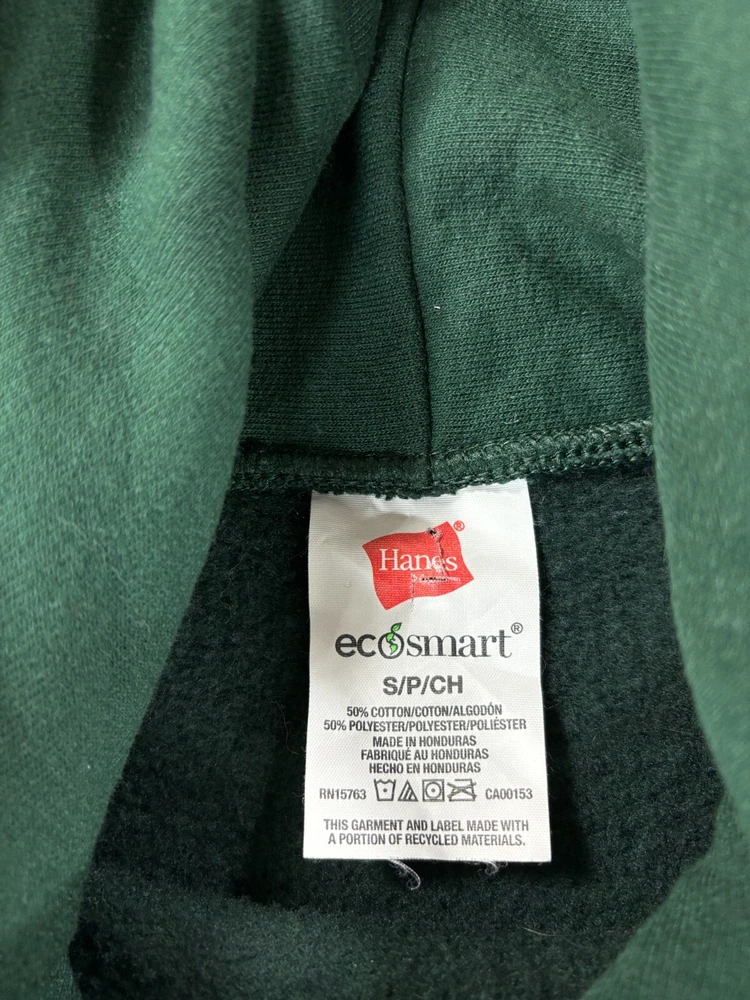 Hanes®
ecosmart®
S/P/CH
50% COTTON/COTON/ALGODÓN
50% POLYESTER/POLYESTER/POLIÉSTER
MADE IN HONDURAS
FABRIQUÉ AU HONDURAS
HECHO EN HONDURAS
RN15763 CA00153
THIS GARMENT AND LABEL MADE WITH
A PORTION OF RECYCLED MATERIALS.